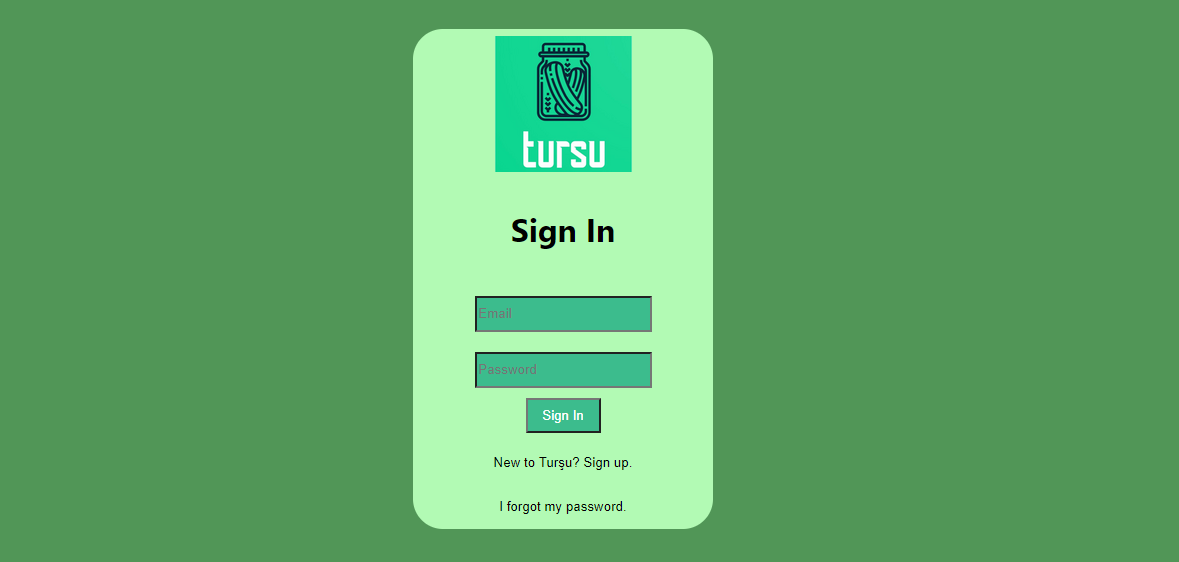 tursu
Sign In
Email
Password
Sign In
New to Turşu? Sign up.
I forgot my password.